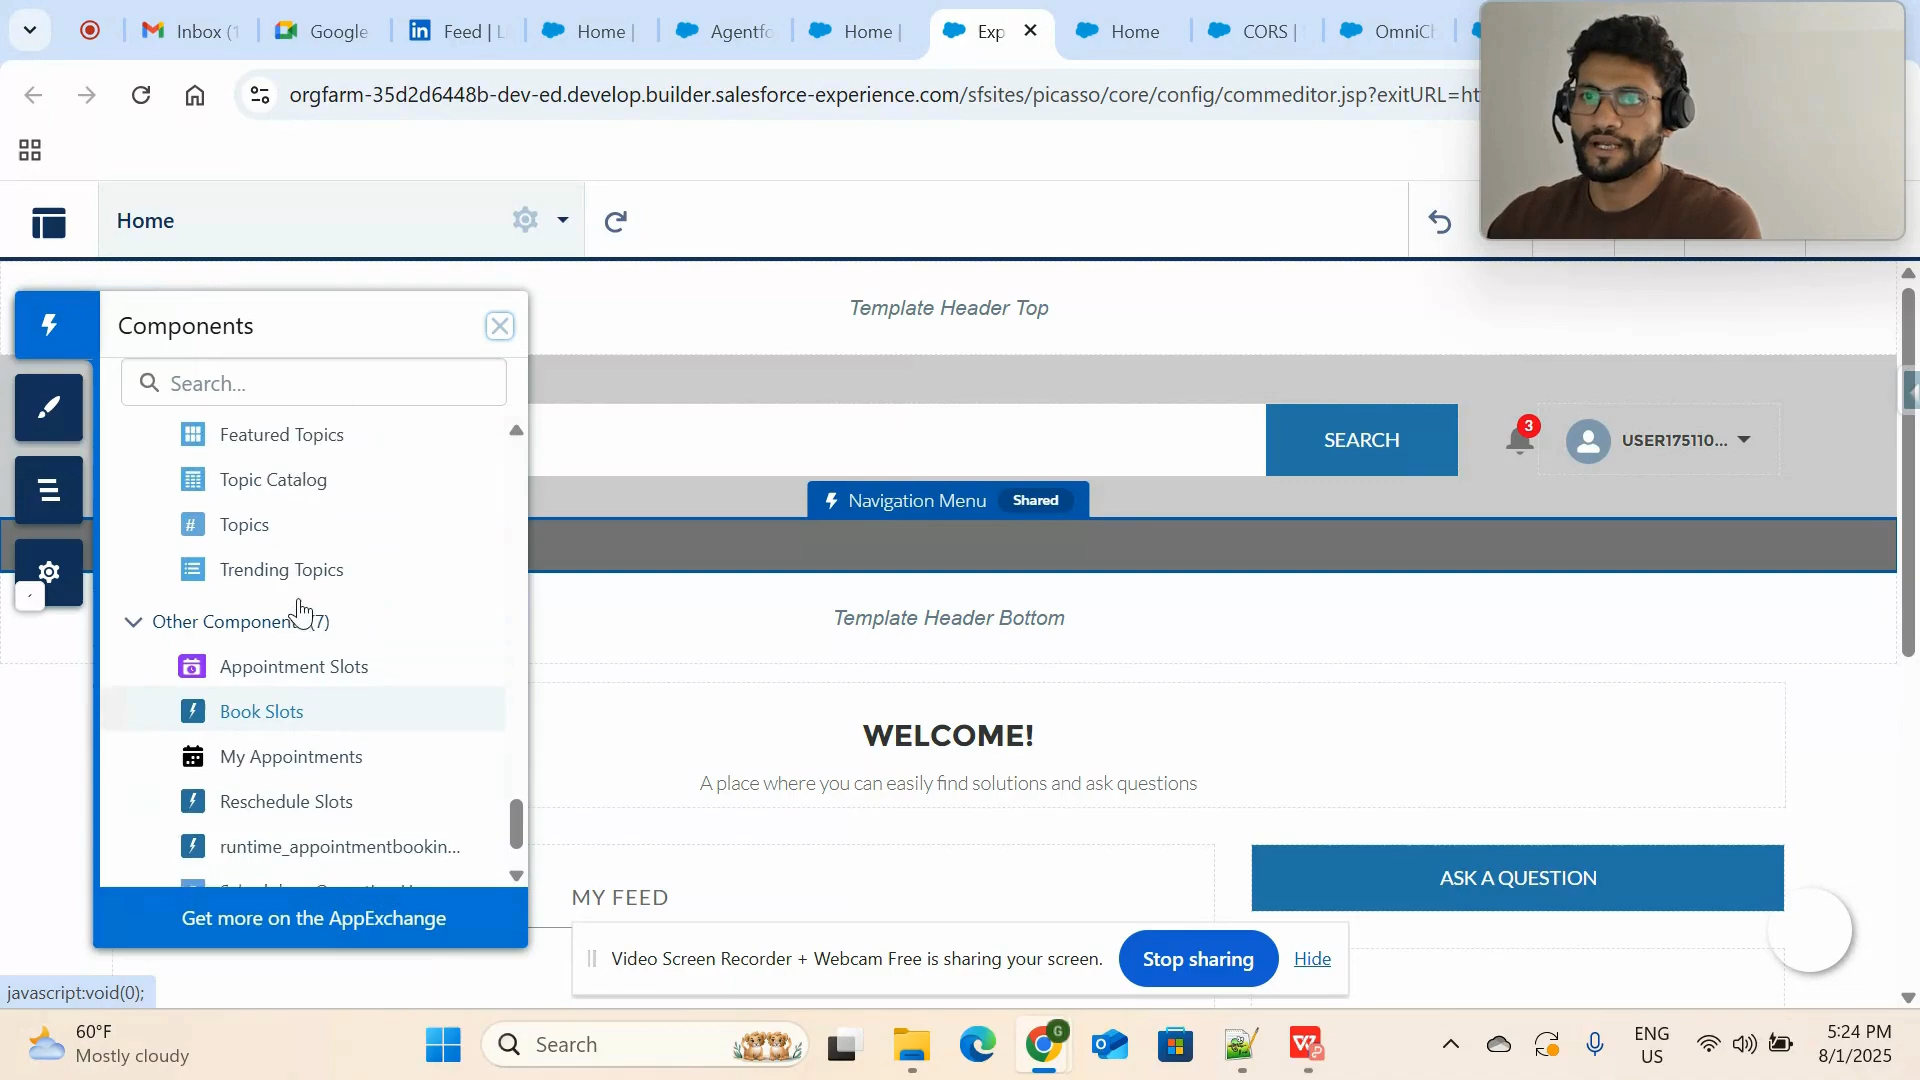 Inbox (1
Google
Feed | L
Home |
Agentfo
Home |
Exp
Home
CORS |
OmniCh
orgfarm-35d2d6448b-dev-ed.develop.builder.salesforce-experience.com/sfsites/picasso/core/config/commeditor.jsp?exitURL=ht
Home
Template Header Top
Components
Search...
Featured Topics
Topic Catalog
Topics
Trending Topics
Other Components (7)
Appointment Slots
Book Slots
My Appointments
Reschedule Slots
runtime_appointmentbookin...
Get more on the AppExchange
SEARCH
3
USER175110...
Navigation Menu Shared
Template Header Bottom
WELCOME!
A place where you can easily find solutions and ask questions
MY FEED
ASK A QUESTION
Video Screen Recorder + Webcam Free is sharing your screen.
Stop sharing
Hide
javascript:void(0);
60°F
Mostly cloudy
Search
G
ENG
US
5:24 PM
8/1/2025